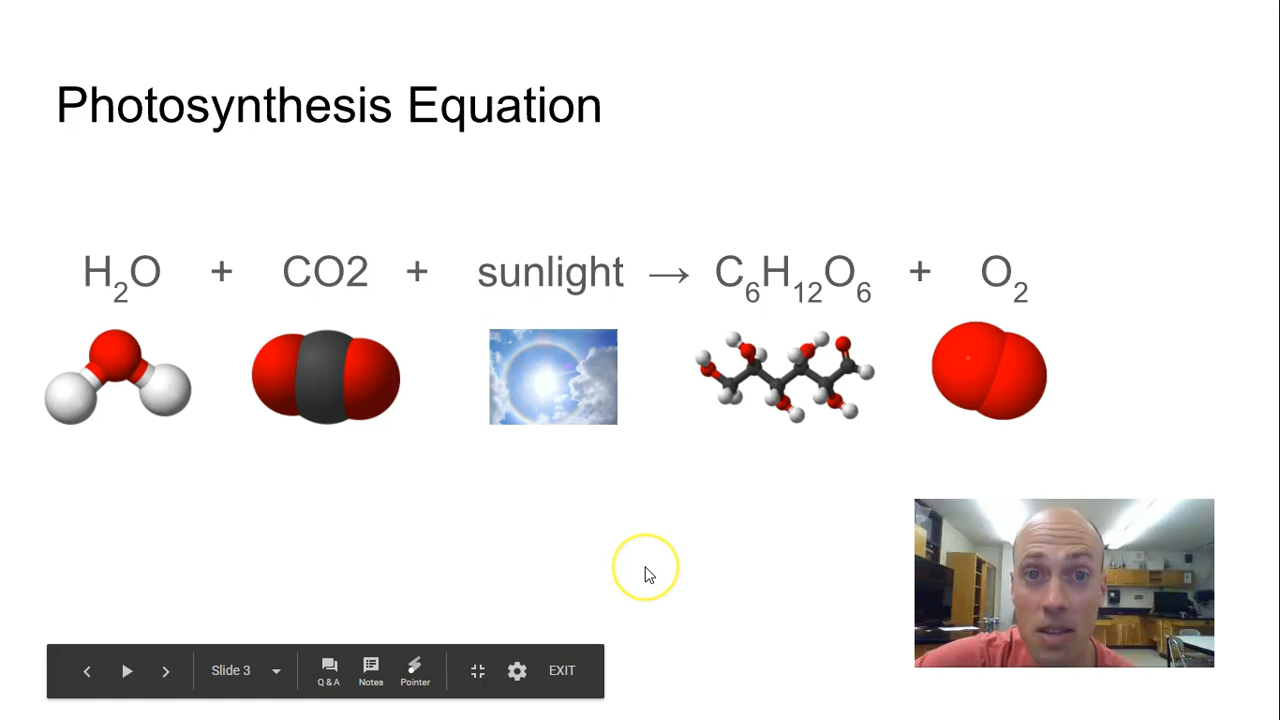 Photosynthesis Equation
H₂O + CO2 + sunlight → C₆H₁₂O₆ + O₂
Slide 3 Q & A Notes Pointer EXIT